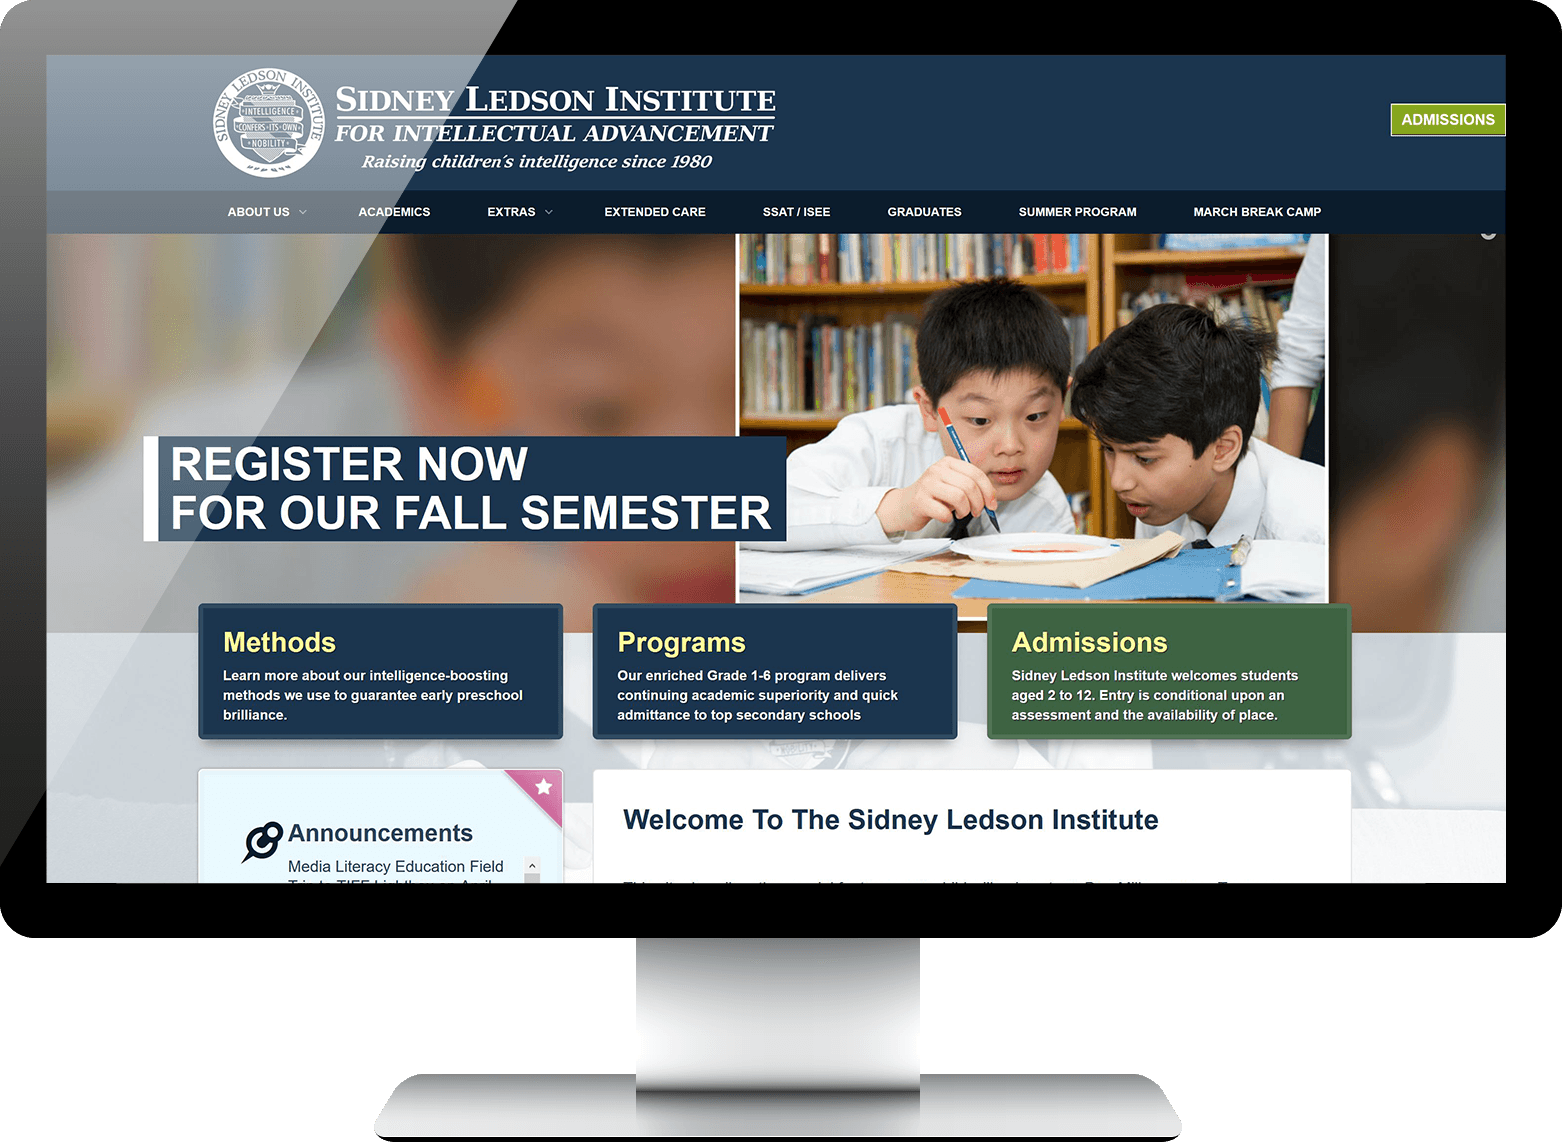 SIDNEY LEDSON INSTITUTE
INTELLIGENCE
CONFERS·ITS·OWN
NOBILITY
SIDNEY LEDSON INSTITUTE
FOR INTELLECTUAL ADVANCEMENT
Raising children's intelligence since 1980
ADMISSIONS
ABOUT US
ACADEMICS
EXTRAS
EXTENDED CARE
SSAT / ISEE
GRADUATES
SUMMER PROGRAM
MARCH BREAK CAMP
REGISTER NOW
FOR OUR FALL SEMESTER
Methods
Learn more about our intelligence-boosting
methods we use to guarantee early preschool
brilliance.
Programs
Our enriched Grade 1-6 program delivers
continuing academic superiority and quick
admittance to top secondary schools
Admissions
Sidney Ledson Institute welcomes students
aged 2 to 12. Entry is conditional upon an
assessment and the availability of place.
Announcements
Media Literacy Education Field
Welcome To The Sidney Ledson Institute